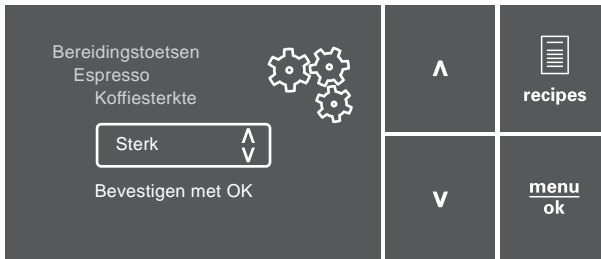 Bereidingstoetsen
Espresso
Koffiesterkte
Sterk
Bevestigen met OK
recipes
menu
ok